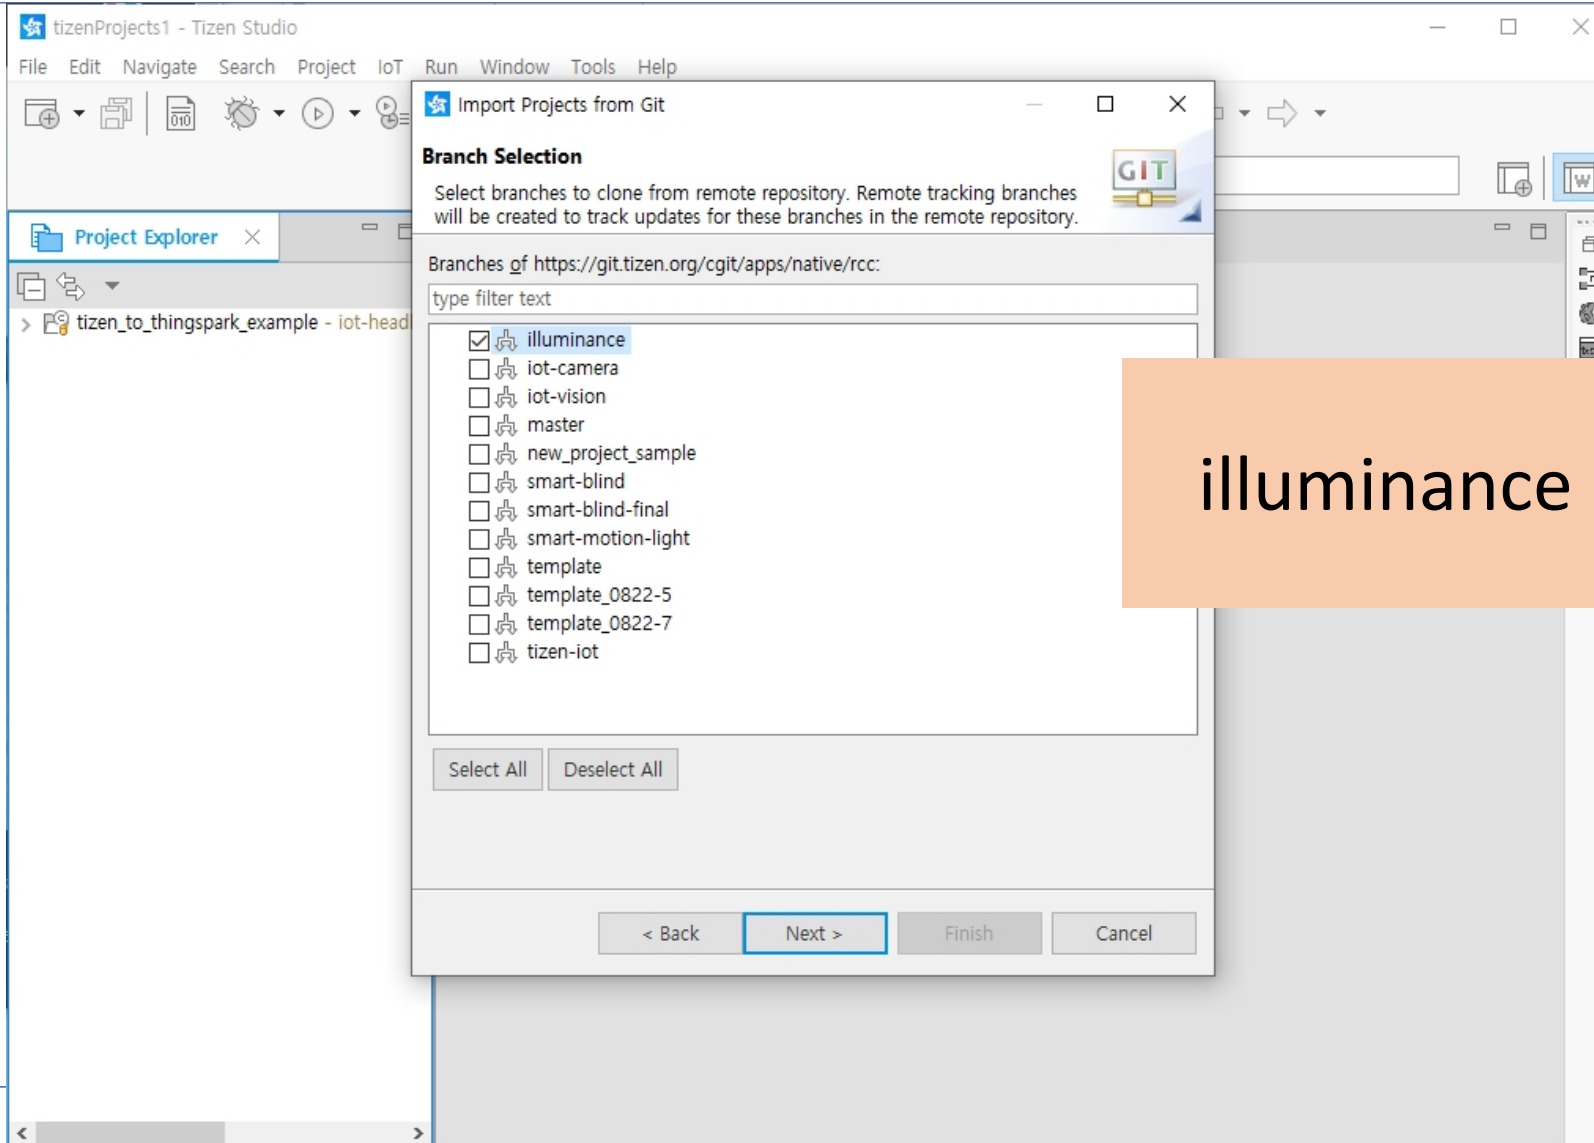 tizenProjects1 - Tizen Studio
File Edit Navigate Search Project IoT Run Window Tools Help
010
Import Projects from Git
Branch Selection
Select branches to clone from remote repository. Remote tracking branches
will be created to track updates for these branches in the remote repository.
GIT
Project Explorer
Branches of https://git.tizen.org/cgit/apps/native/rcc:
type filter text
tizen_to_thingspark_example - iot-head
illuminance
iot-camera
iot-vision
master
new_project_sample
smart-blind
smart-blind-final
smart-motion-light
template
template_0822-5
template_0822-7
tizen-iot
illuminance
Select All Deselect All
< Back Next > Finish Cancel